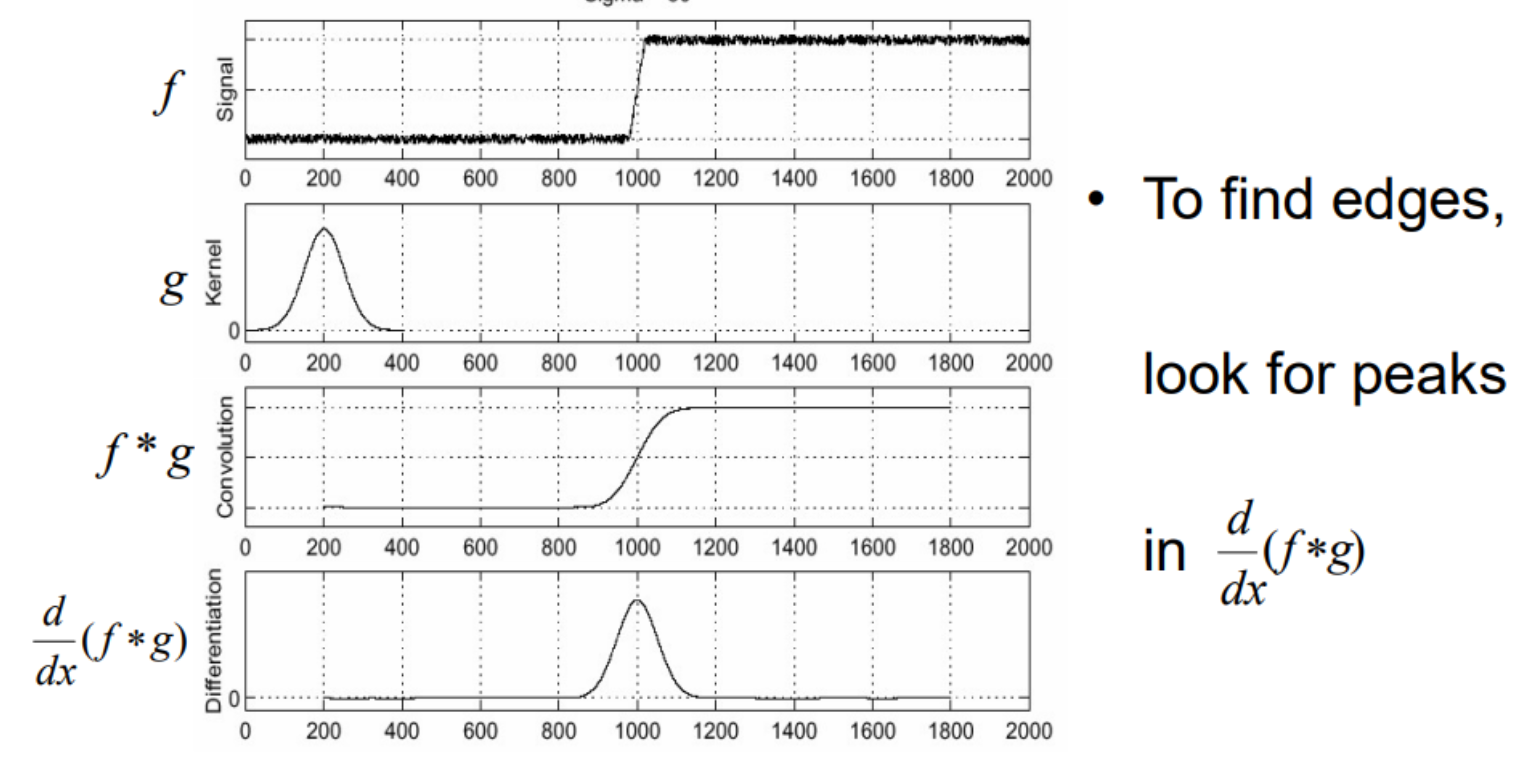 f
Signal
0 200 400 600 800 1000 1200 1400 1600 1800 2000
g
Kernel
0
0 200 400 600 800 1000 1200 1400 1600 1800 2000
f * g
Convolution
0 200 400 600 800 1000 1200 1400 1600 1800 2000
d/dx (f * g)
Differentiation
0
0 200 400 600 800 1000 1200 1400 1600 1800 2000
• To find edges,
look for peaks
in d/dx (f * g)